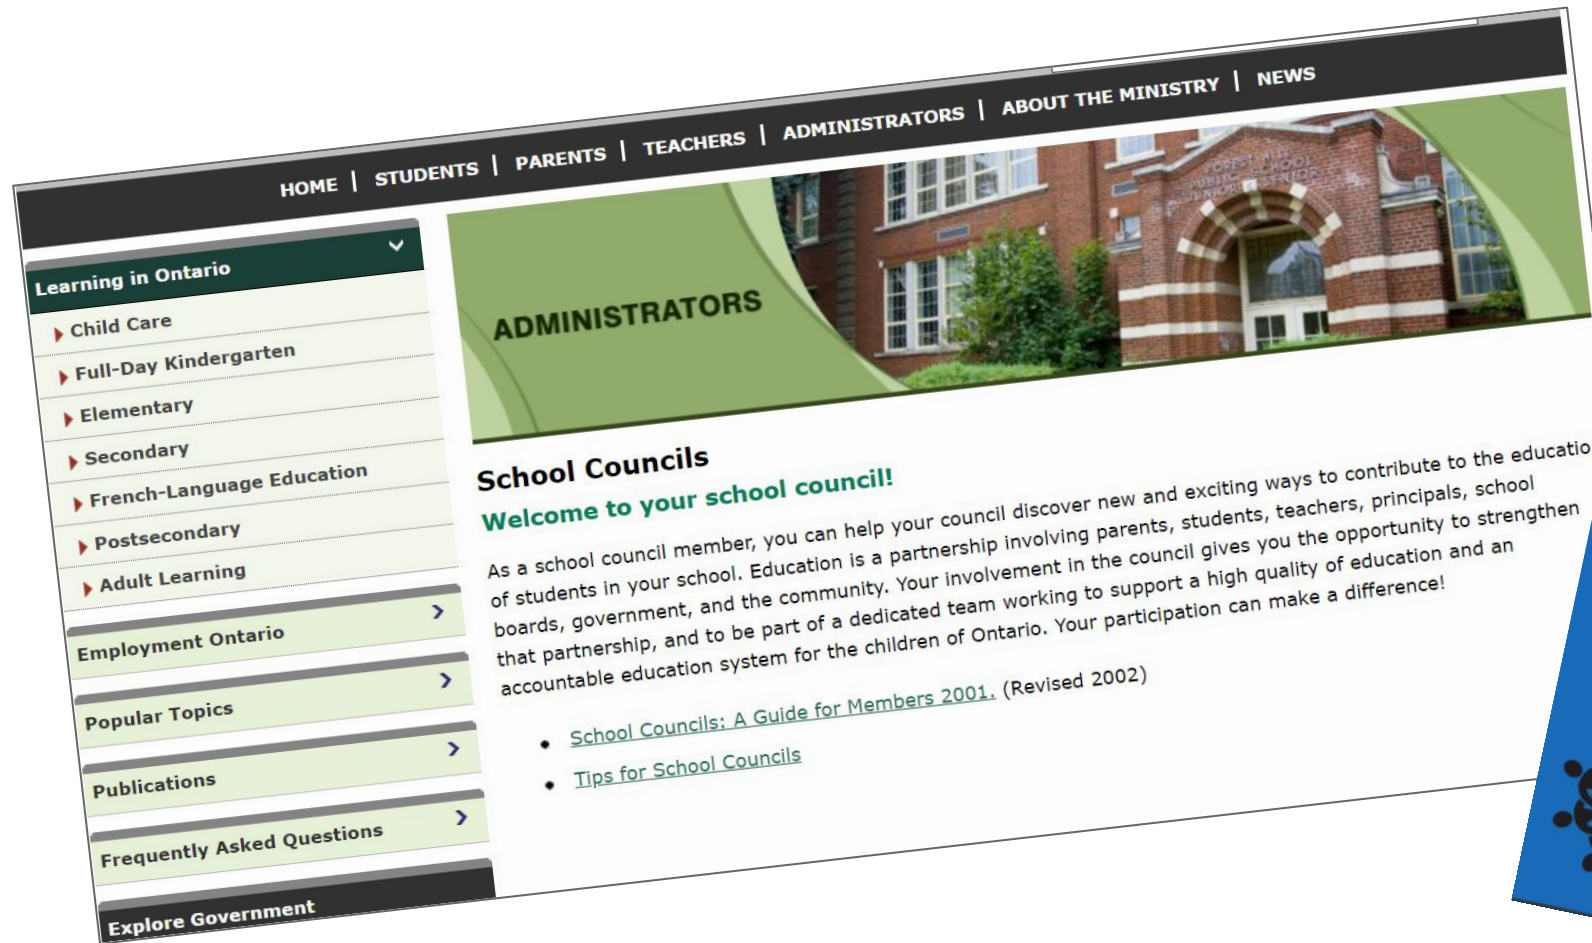 HOME | STUDENTS | PARENTS | TEACHERS | ADMINISTRATORS | ABOUT THE MINISTRY | NEWS
Learning in Ontario
Child Care
Full-Day Kindergarten
Elementary
Secondary
French-Language Education
Postsecondary
Adult Learning
Employment Ontario
Popular Topics
Publications
Frequently Asked Questions
Explore Government
ADMINISTRATORS
FOREST HILL
PUBLIC SCHOOL
JUNIOR & SENIOR
School Councils
Welcome to your school council!
As a school council member, you can help your council discover new and exciting ways to contribute to the educatio
of students in your school. Education is a partnership involving parents, students, teachers, principals, school
boards, government, and the community. Your involvement in the council gives you the opportunity to strengthen
that partnership, and to be part of a dedicated team working to support a high quality of education and an
accountable education system for the children of Ontario. Your participation can make a difference!
• School Councils: A Guide for Members 2001. (Revised 2002)
• Tips for School Councils